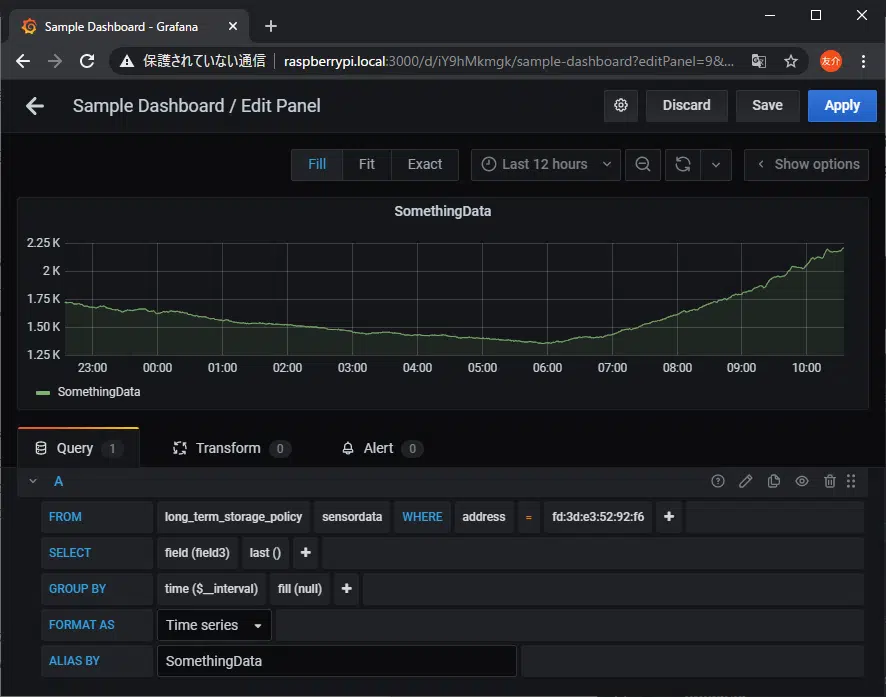 Sample Dashboard - Grafana
保護されていない通信 raspberrypi.local:3000/d/iY9hMkmgk/sample-dashboard?editPanel=9&... 友介
Sample Dashboard / Edit Panel Discard Save Apply
Fill Fit Exact Last 12 hours Show options
SomethingData
2.25 K
2 K
1.75 K
1.50 K
1.25 K
23:00 00:00 01:00 02:00 03:00 04:00 05:00 06:00 07:00 08:00 09:00 10:00
SomethingData
Query 1 Transform 0 Alert 0
A
FROM long_term_storage_policy sensordata WHERE address = fd:3d:e3:52:92:f6 +
SELECT field (field3) last () +
GROUP BY time ($__interval) fill (null) +
FORMAT AS Time series
ALIAS BY SomethingData